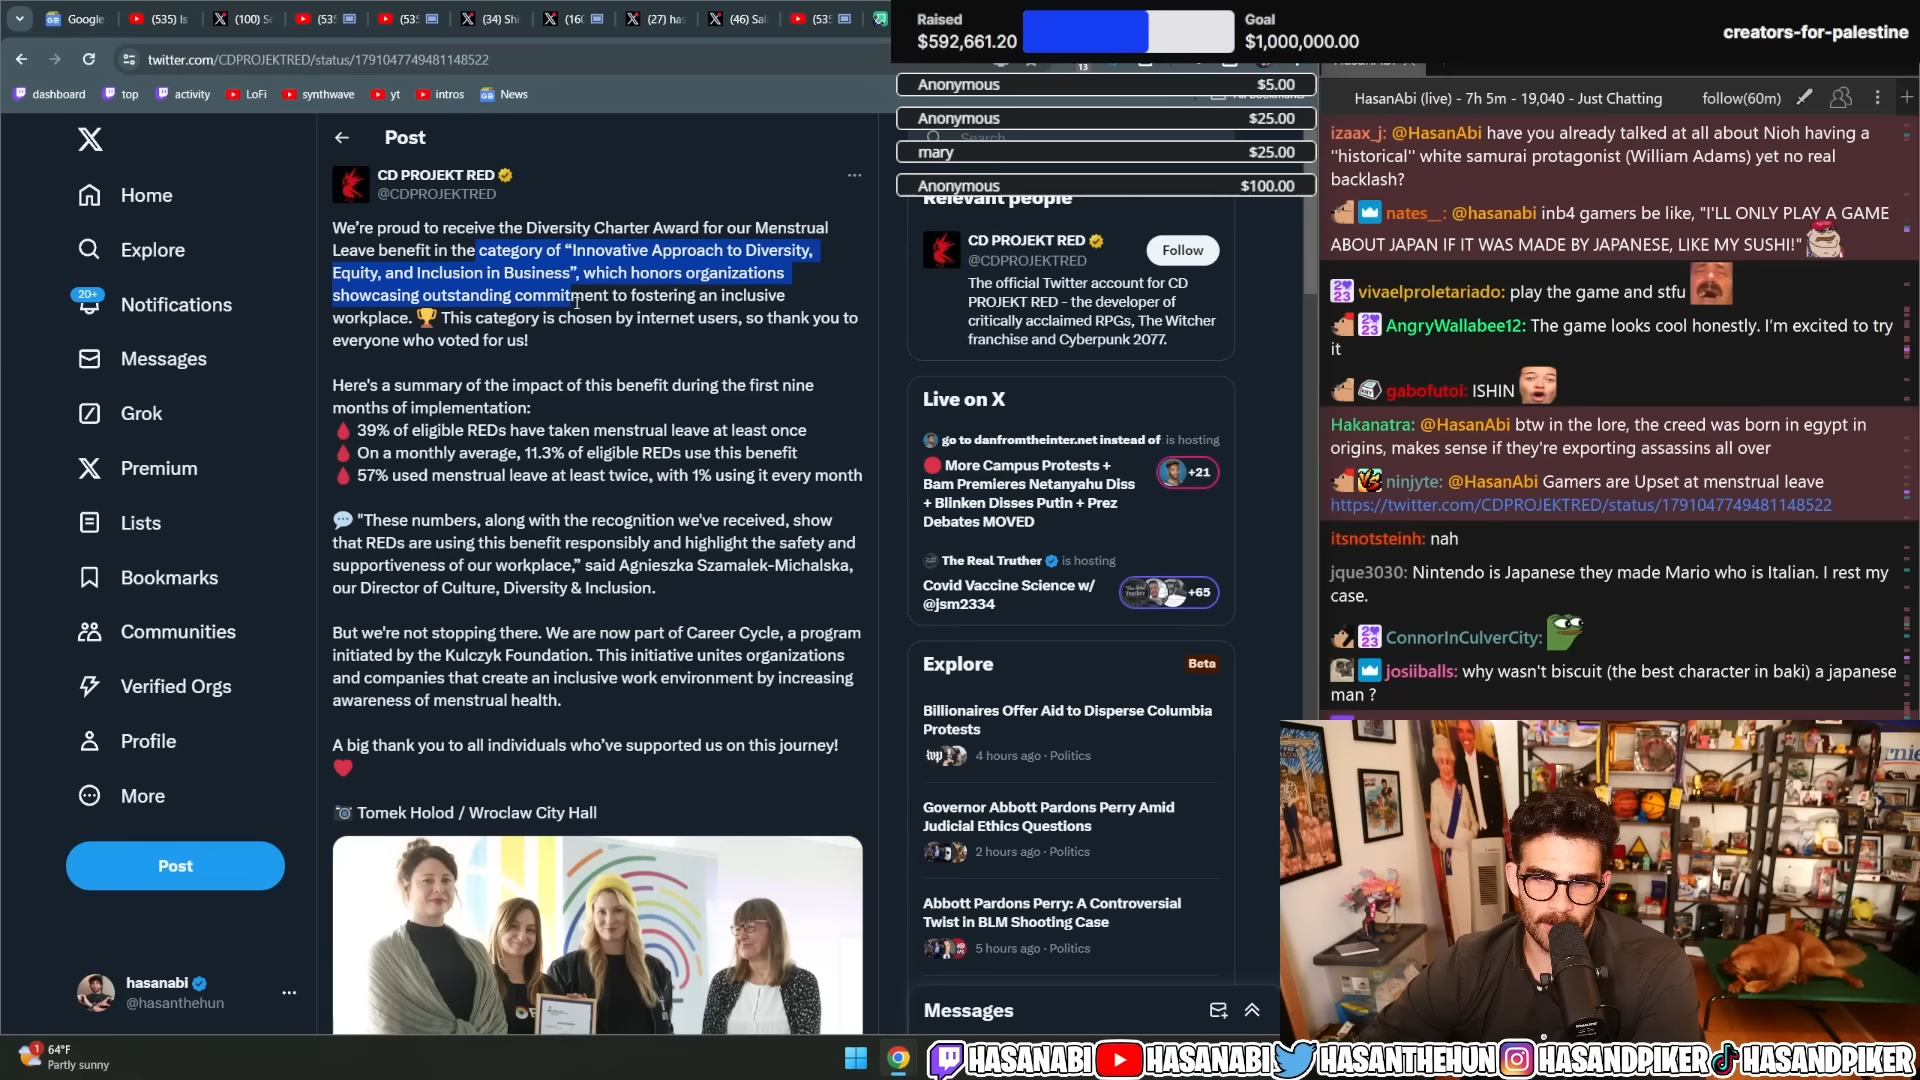 Google
(535) Is
(100) S
(53
(53
(34) Shi
(16
(27) ha
(46) Sal
(53
twitter.com/CDPROJEKTRED/status/1791047749481148522
dashboard
top
activity
LoFi
synthwave
yt
intros
News
13
Raised
$592,661.20
Goal
$1,000,000.00
creators-for-palestine
Anonymous $5.00
Anonymous $25.00
mary $25.00
Anonymous $100.00
Search
20+
Home
Explore
Notifications
Messages
Grok
Premium
Lists
Bookmarks
Communities
Verified Orgs
Profile
More
Post
hasanabi
@hasanthehun
Post
CD PROJEKT RED
@CDPROJEKTRED
We’re proud to receive the Diversity Charter Award for our Menstrual
Leave benefit in the category of “Innovative Approach to Diversity,
Equity, and Inclusion in Business”, which honors organizations
showcasing outstanding commitment to fostering an inclusive
workplace. 🏆 This category is chosen by internet users, so thank you to
everyone who voted for us!
Here's a summary of the impact of this benefit during the first nine
months of implementation:
🩸 39% of eligible REDs have taken menstrual leave at least once
🩸 On a monthly average, 11.3% of eligible REDs use this benefit
🩸 57% used menstrual leave at least twice, with 1% using it every month
💬 "These numbers, along with the recognition we've received, show
that REDs are using this benefit responsibly and highlight the safety and
supportiveness of our workplace,” said Agnieszka Szamałek-Michalska,
our Director of Culture, Diversity & Inclusion.
But we're not stopping there. We are now part of Career Cycle, a program
initiated by the Kulczyk Foundation. This initiative unites organizations
and companies that create an inclusive work environment by increasing
awareness of menstrual health.
A big thank you to all individuals who’ve supported us on this journey!
❤️
📷 Tomek Hołod / Wroclaw City Hall
Relevant people
CD PROJEKT RED
@CDPROJEKTRED
Follow
The official Twitter account for CD
PROJEKT RED - the developer of
critically acclaimed RPGs, The Witcher
franchise and Cyberpunk 2077.
Live on X
go to danfromtheinter.net instead of is hosting
🔴 More Campus Protests +
Bam Premieres Netanyahu Diss
+ Blinken Disses Putin + Prez
Debates MOVED
+21
The Real Truther is hosting
Covid Vaccine Science w/
@jsm2334
+65
Explore
Beta
Billionaires Offer Aid to Disperse Columbia
Protests
4 hours ago · Politics
Governor Abbott Pardons Perry Amid
Judicial Ethics Questions
2 hours ago · Politics
Abbott Pardons Perry: A Controversial
Twist in BLM Shooting Case
5 hours ago · Politics
Messages
HasanAbi (live) - 7h 5m - 19,040 - Just Chatting
follow(60m)
izaax_j: @HasanAbi have you already talked at all about Nioh having a
"historical" white samurai protagonist (William Adams) yet no real
backlash?
nates__: @hasanabi inb4 gamers be like, "I'LL ONLY PLAY A GAME
ABOUT JAPAN IF IT WAS MADE BY JAPANESE, LIKE MY SUSHI!"
vivaelproletariado: play the game and stfu
AngryWallabee12: The game looks cool honestly. I’m excited to try
it
gabofutoi: ISHIN
Hakanatra: @HasanAbi btw in the lore, the creed was born in egypt in
origins, makes sense if they're exporting assassins all over
ninjyte: @HasanAbi Gamers are Upset at menstrual leave
https://twitter.com/CDPROJEKTRED/status/1791047749481148522
itsnotsteinh: nah
jque3030: Nintendo is Japanese they made Mario who is Italian. I rest my
case.
ConnorInCulverCity:
josiiballs: why wasn't biscuit (the best character in baki) a japanese
man ?
1
64°F
Partly sunny
HASANABI
HASANABI
HASANTHEHUN
HASANDPIKER
HASANDPIKER